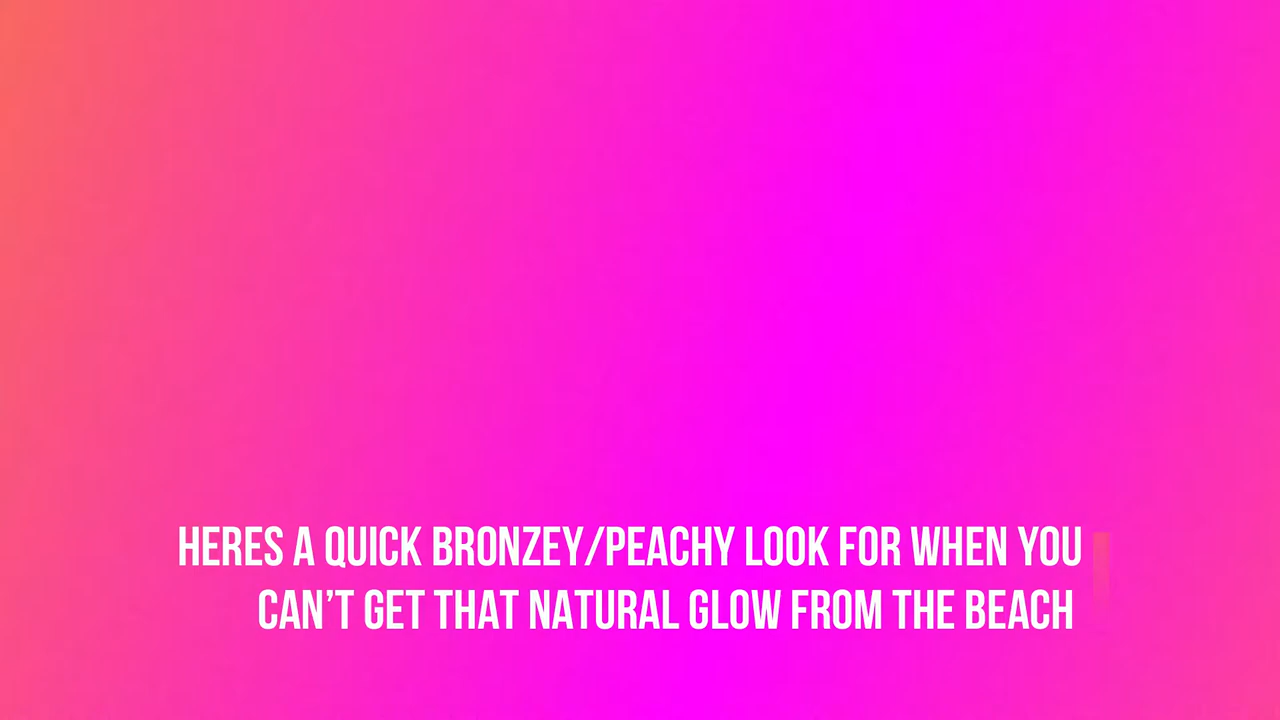 HERES A QUICK BRONZEY/PEACHY LOOK FOR WHEN YOU
CAN’T GET THAT NATURAL GLOW FROM THE BEACH